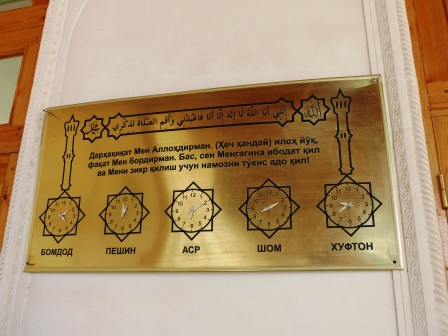 إِنَّنِي أَنَا اللَّهُ لَا إِلَٰهَ إِلَّا أَنَا فَاعْبُدْنِي وَأَقِمِ الصَّلَاةَ لِذِكْرِي
Дарҳақиқат Мен Аллоҳдирман. (Ҳеч қандай) илоҳ йўқ,
фақат Мен бордирман. Бас, сен Менгагина ибодат қил
ва Мени зикр қилиш учун намозни тўкис адо қил!
БОМДОД ПЕШИН АСР ШОМ ХУФТОН